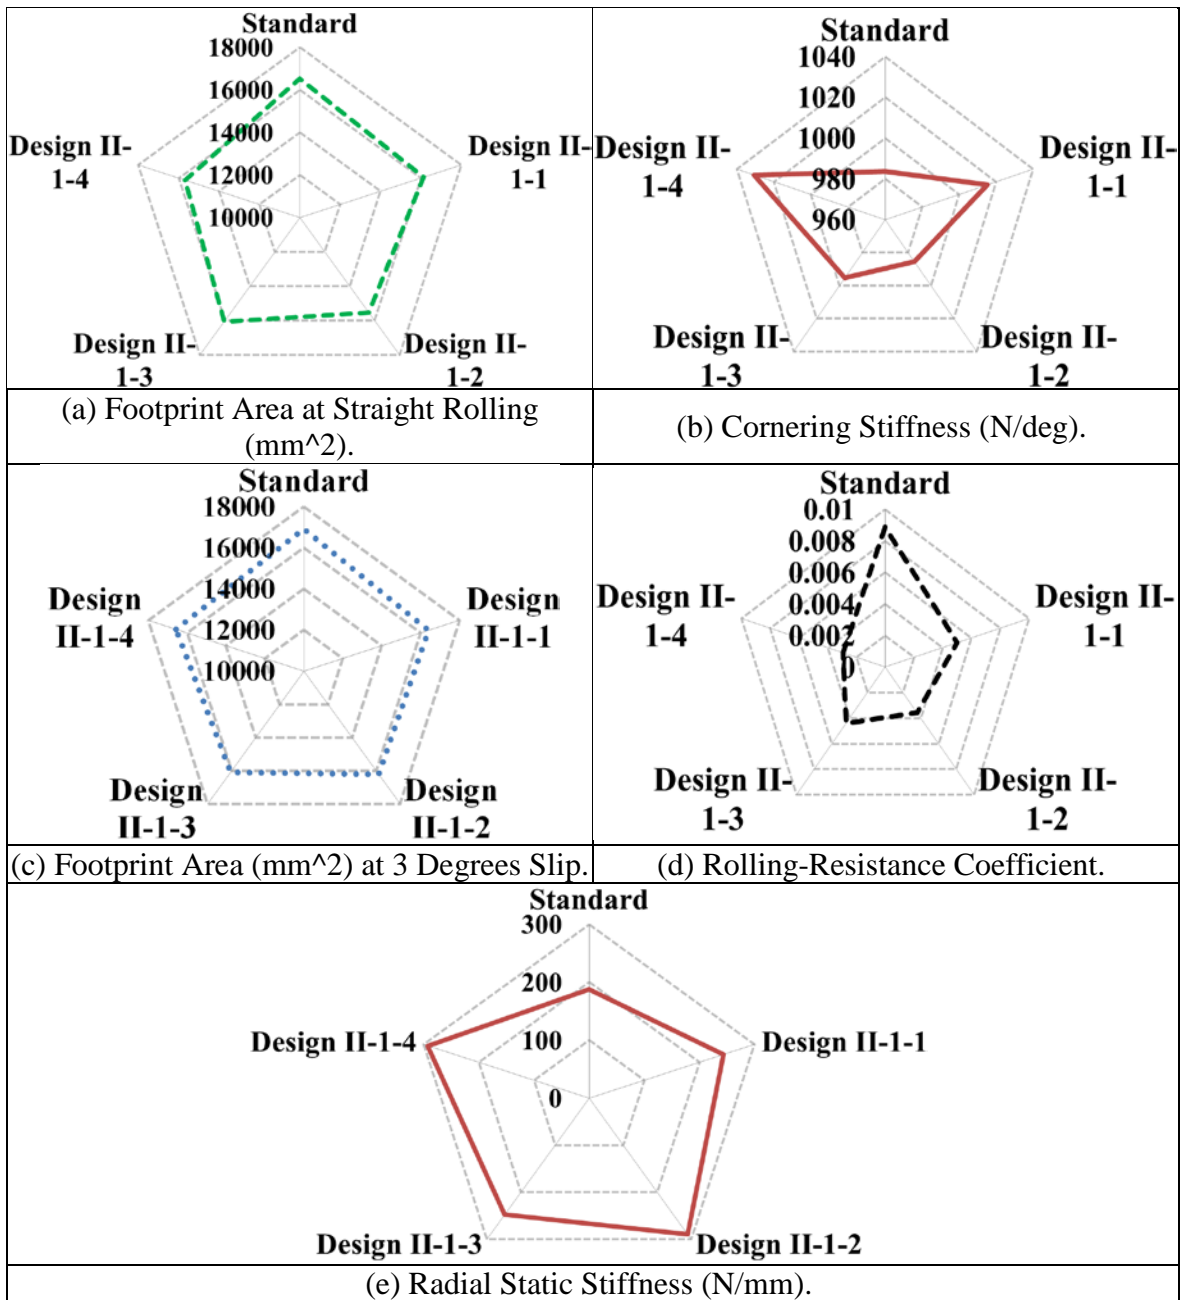 Standard
18000
16000
14000
12000
10000
Design II-
1-4
Design II-
1-1
Design II-
1-3
Design II-
1-2
(a) Footprint Area at Straight Rolling
(mm^2).
Standard
1040
1020
1000
980
960
Design II-
1-4
Design II-
1-1
Design II-
1-3
Design II-
1-2
(b) Cornering Stiffness (N/deg).
Standard
18000
16000
14000
12000
10000
Design
II-1-4
Design
II-1-1
Design
II-1-3
Design
II-1-2
(c) Footprint Area (mm^2) at 3 Degrees Slip.
Standard
0.01
0.008
0.006
0.004
0.002
0
Design II-
1-4
Design II-
1-1
Design II-
1-3
Design II-
1-2
(d) Rolling-Resistance Coefficient.
Standard
300
200
100
0
Design II-1-4
Design II-1-1
Design II-1-3
Design II-1-2
(e) Radial Static Stiffness (N/mm).